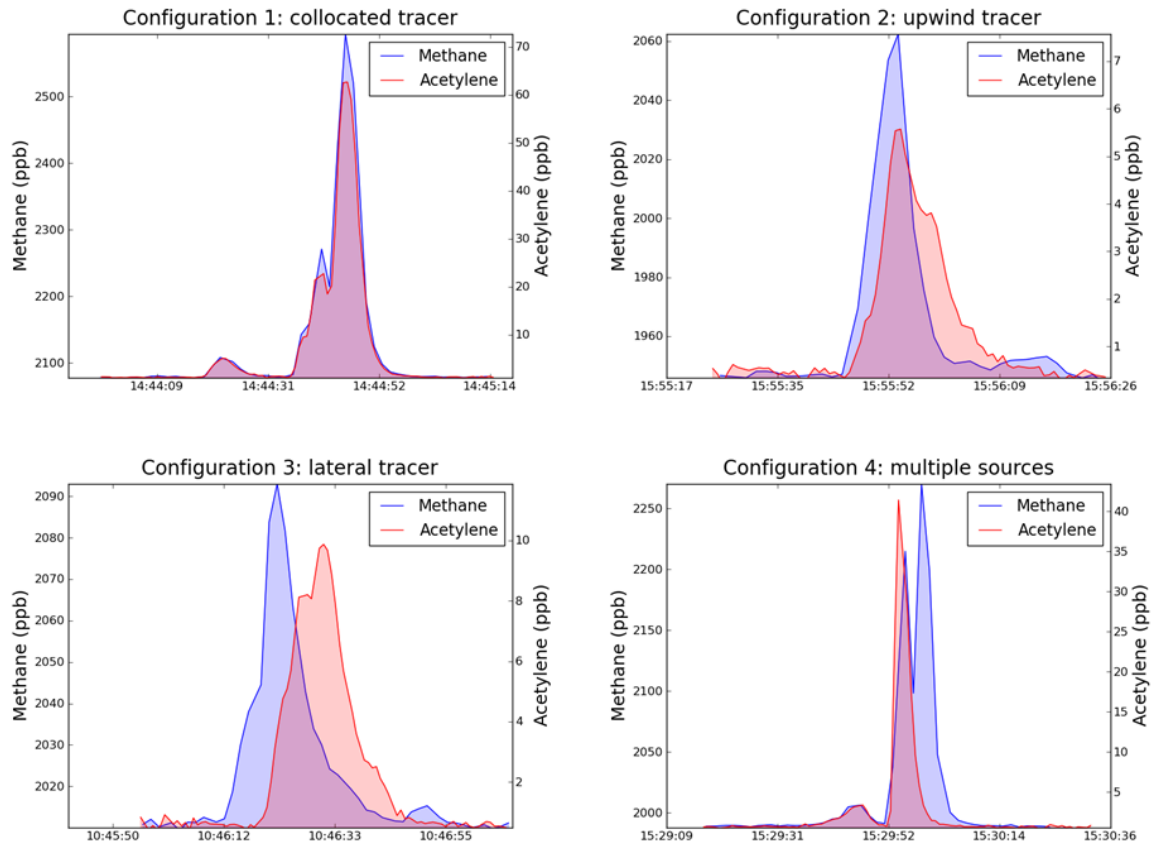 Configuration 1: collocated tracer
Methane (ppb)
2500
2400
2300
2200
2100
Methane
Acetylene
70
60
50
40
30
20
10
Acetylene (ppb)
14:44:09 14:44:31 14:44:52 14:45:14
Configuration 2: upwind tracer
Methane (ppb)
2060
2040
2020
2000
1980
1960
Methane
Acetylene
7
6
5
4
3
2
1
Acetylene (ppb)
15:55:17 15:55:35 15:55:52 15:56:09 15:56:26
Configuration 3: lateral tracer
Methane (ppb)
2090
2080
2070
2060
2050
2040
2030
2020
Methane
Acetylene
10
8
6
4
2
Acetylene (ppb)
10:45:50 10:46:12 10:46:33 10:46:55
Configuration 4: multiple sources
Methane (ppb)
2250
2200
2150
2100
2050
2000
Methane
Acetylene
40
35
30
25
20
15
10
5
Acetylene (ppb)
15:29:09 15:29:31 15:29:52 15:30:14 15:30:36